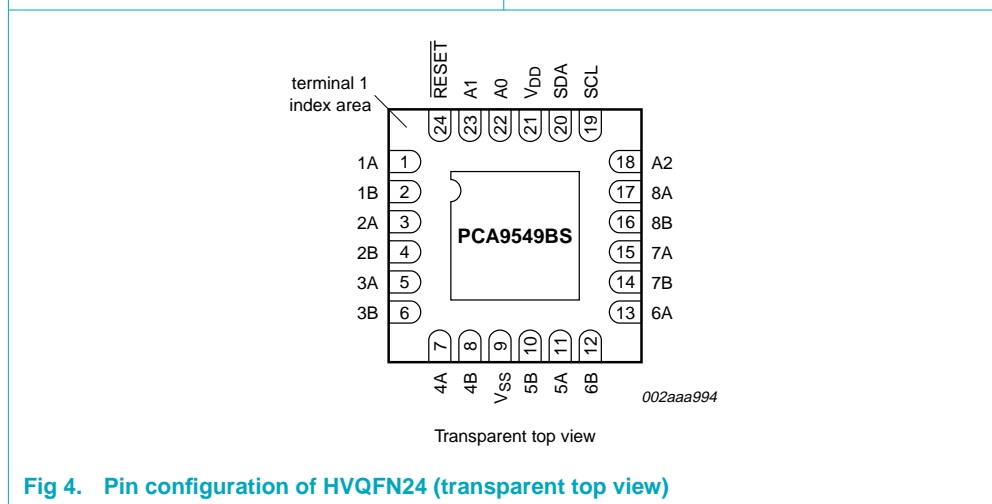 terminal 1
index area
RESET
A1
A0
VDD
SDA
SCL
24
23
22
21
20
19
1A 1
18 A2
1B 2
17 8A
2A 3
16 8B
2B 4
15 7A
3A 5
14 7B
3B 6
13 6A
PCA9549BS
7
8
9
10
11
12
4A
4B
VSS
5B
5A
6B
002aaa994
Transparent top view
Fig 4. Pin configuration of HVQFN24 (transparent top view)